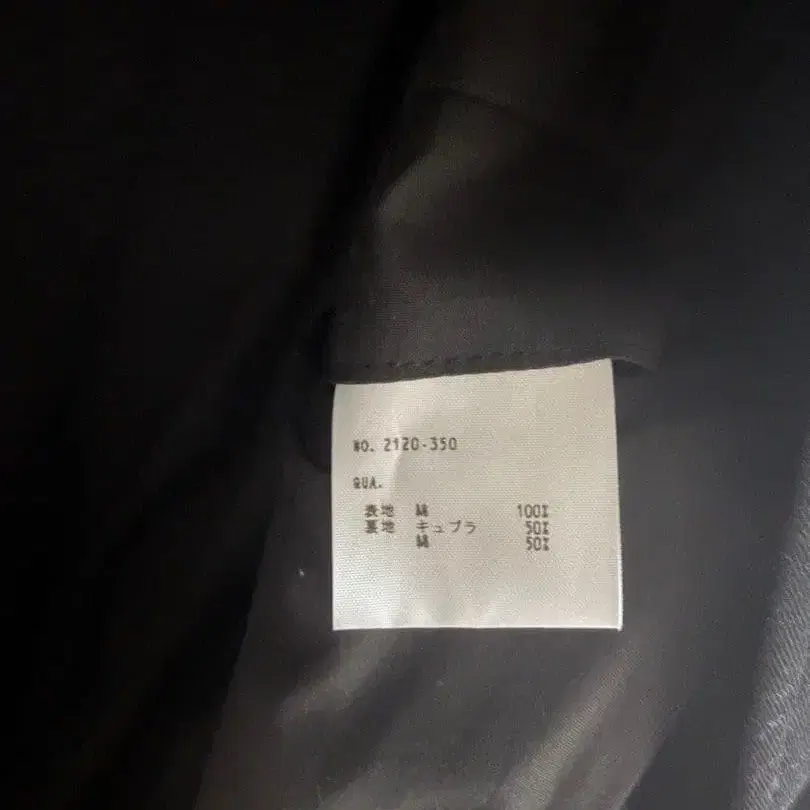 NO. 2120-350
QUA.
表地 綿 100%
裏地 キュプラ 50%
綿 50%